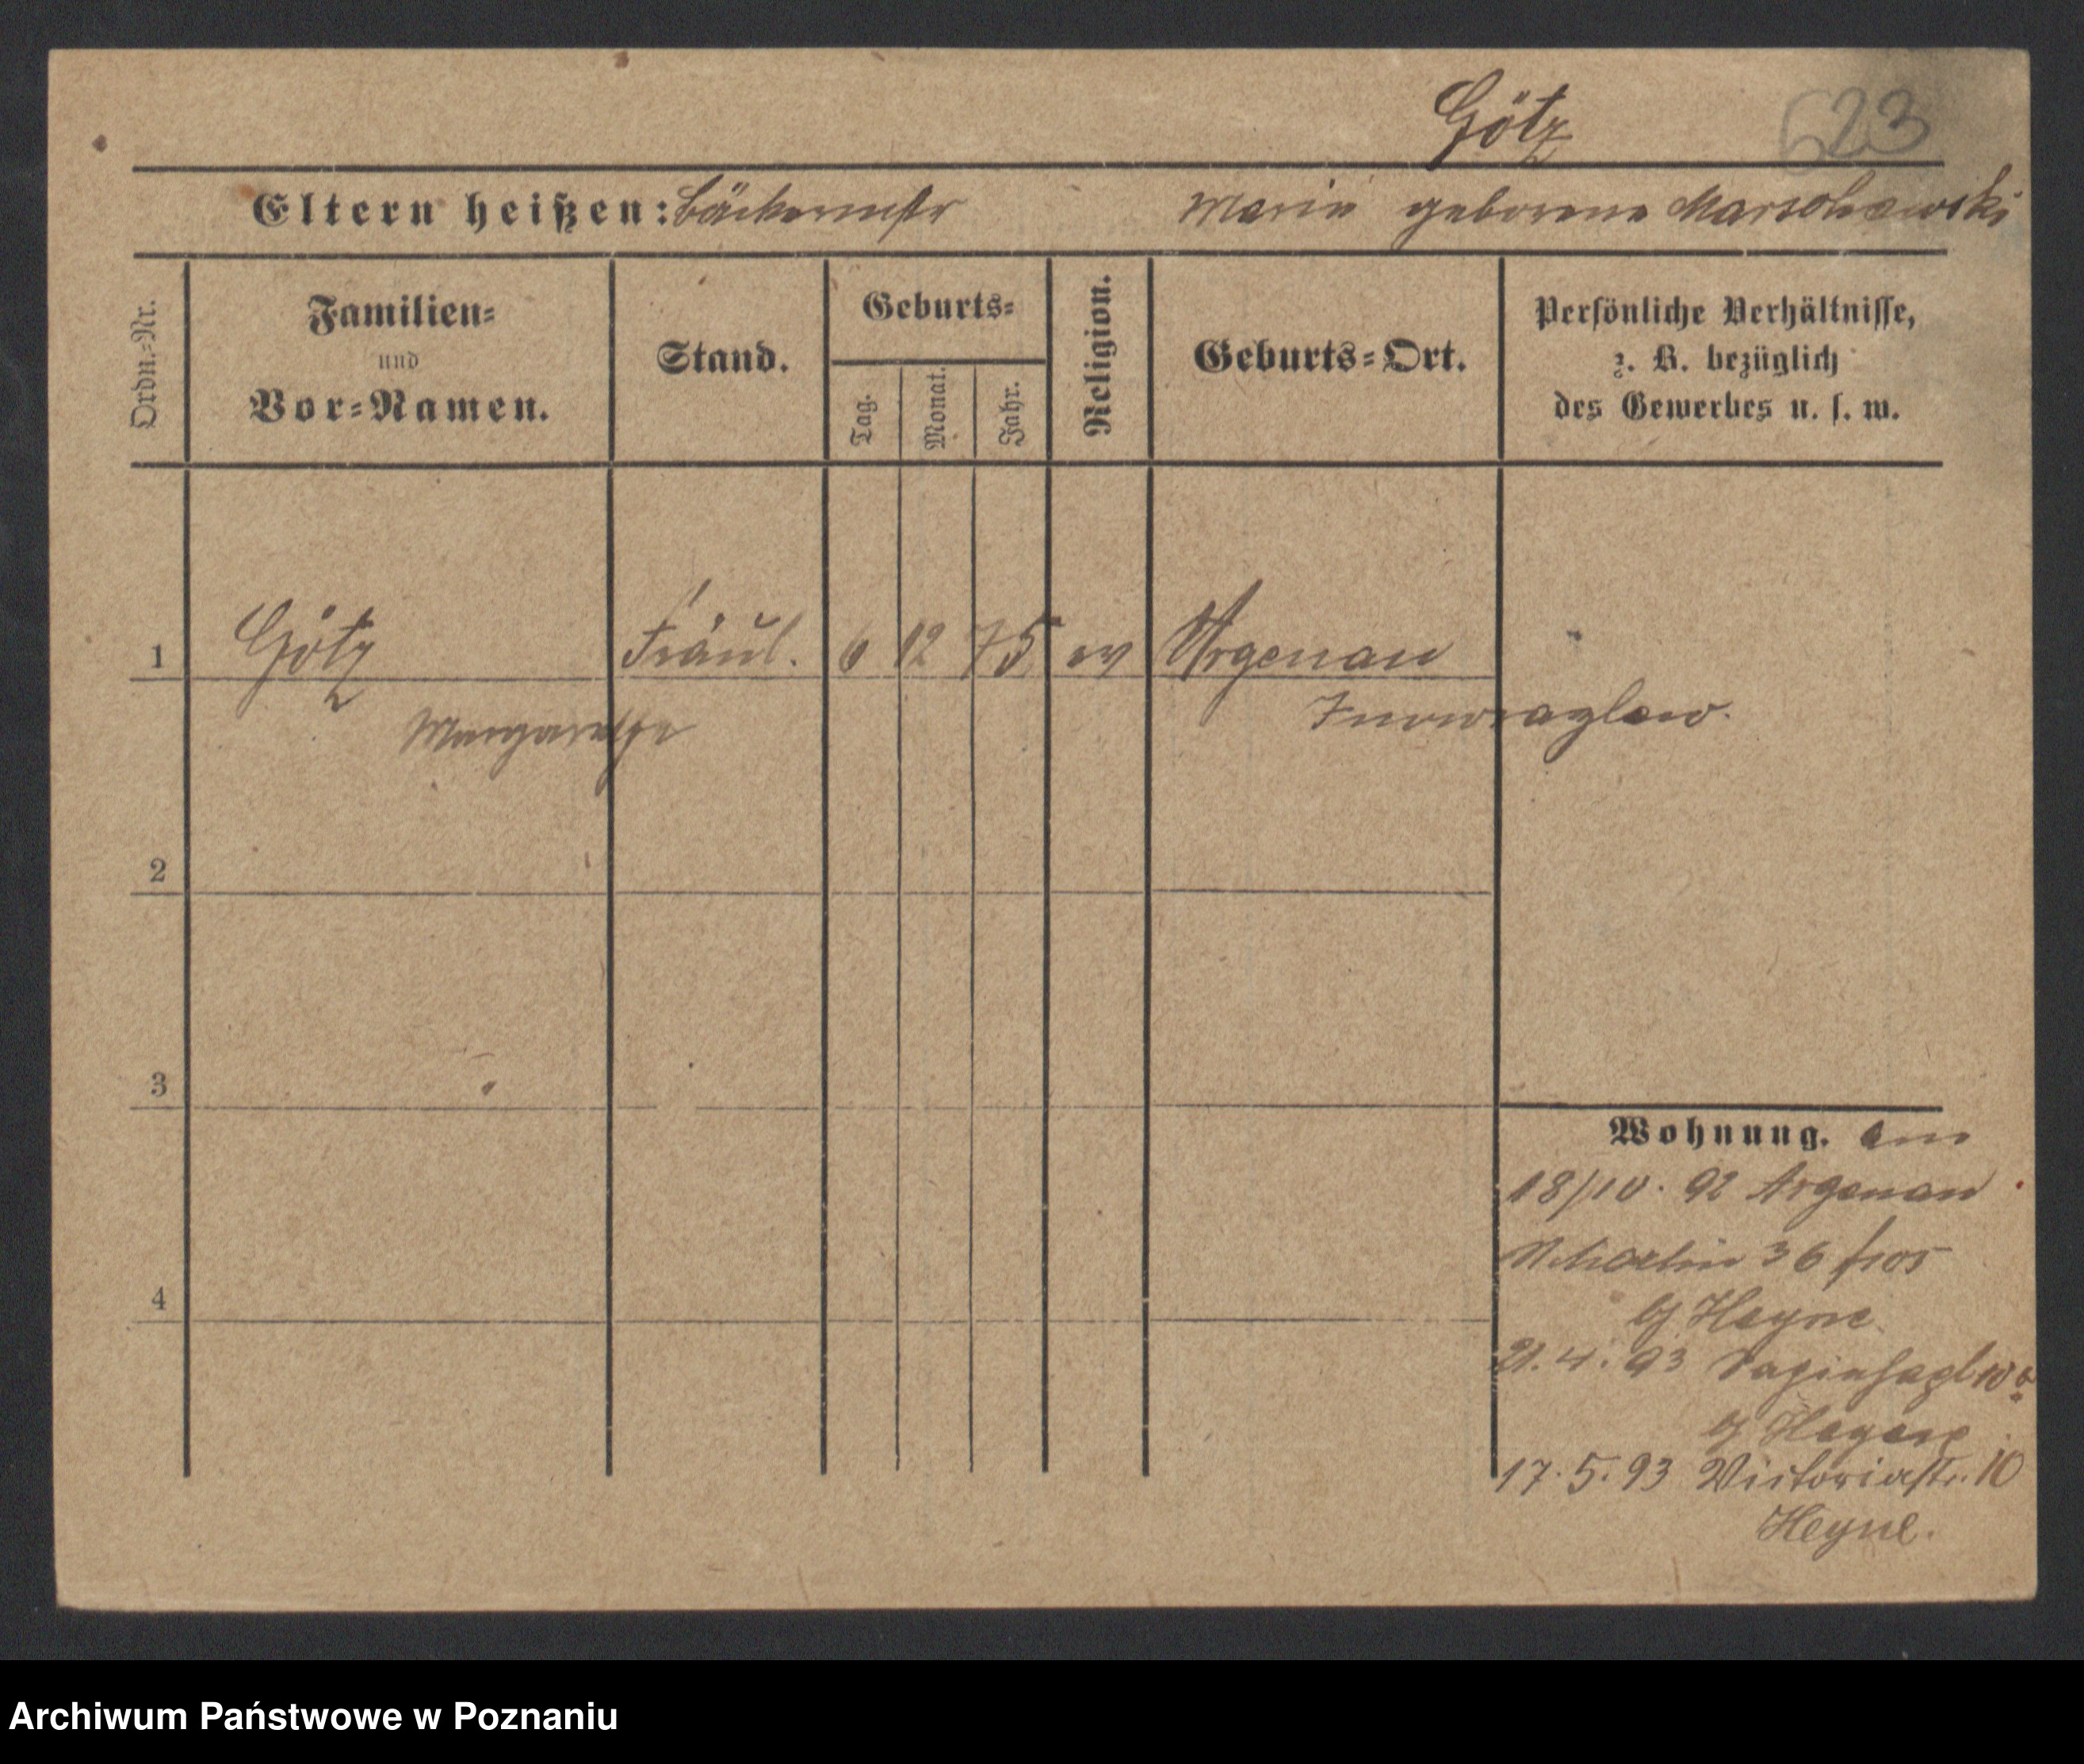 Götz 623
Eltern heißen: Bäckermstr Marie geborene
Ordn.=Nr.
Familien=
und
Vor=Namen.
Stand.
Geburts=
Tag.
Monat.
Jahr.
Religion.
Geburts=Ort.
Persönliche Verhältnisse,
z. B. bezüglich
des Gewerbes u. s. w.
1 Götz Fräul. 6 12 75 ev Argenau
Margarethe Inowrazlaw.
2
3
4
Wohnung. am
18/10. 92 Argenau
36
Heyne
21. 4. 93
Heyne
17. 5. 93 Victoriastr. 10
Heyne.
Archiwum Państwowe w Poznaniu